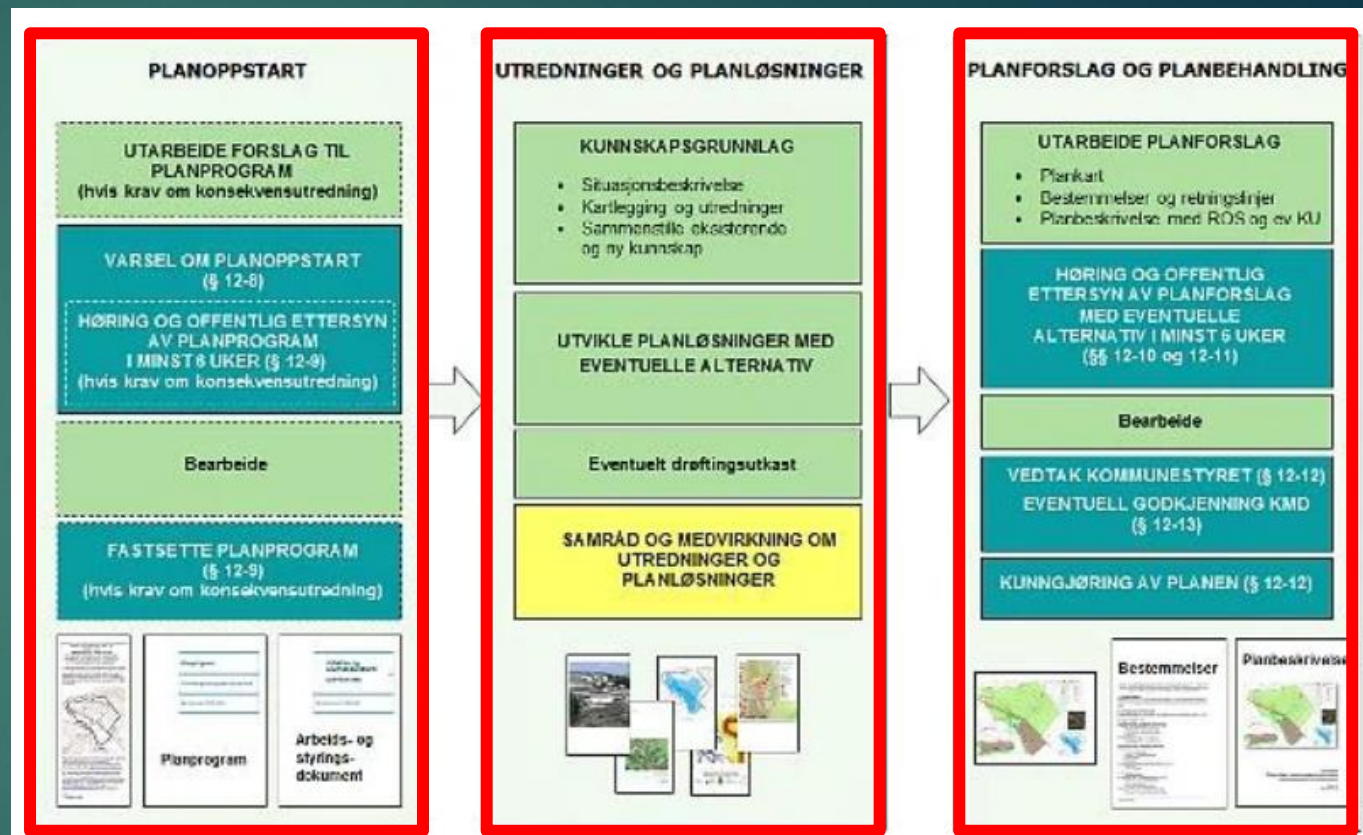 PLANOPPSTART
UTARBEIDE FORSLAG TIL
PLANPROGRAM
(hvis krav om konsekvensutredning)
VARSEL OM PLANOPPSTART
(§ 12-8)
HØRING OG OFFENTLIG ETTERSYN
AV PLANPROGRAM
I MINST 6 UKER (§ 12-9)
(hvis krav om konsekvensutredning)
Bearbeide
FASTSETTE PLANPROGRAM
(§ 12-9)
(hvis krav om konsekvensutredning)
Planprogram
Arbeids- og
styrings-
dokument
UTREDNINGER OG PLANLØSNINGER
KUNNSKAPSGRUNNLAG
• Situasjonsbeskrivelse
• Kartlegging og utredninger
• Sammenstille eksisterende
og ny kunnskap
UTVIKLE PLANLØSNINGER MED
EVENTUELLE ALTERNATIV
Eventuelt drøftingsutkast
SAMRÅD OG MEDVIRKNING OM
UTREDNINGER OG
PLANLØSNINGER
PLANFORSLAG OG PLANBEHANDLING
UTARBEIDE PLANFORSLAG
• Plankart
• Bestemmelser og retningslinjer
• Planbeskrivelse med ROS og ev KU
HØRING OG OFFENTLIG
ETTERSYN AV PLANFORSLAG
MED EVENTUELLE
ALTERNATIV I MINST 6 UKER
(§§ 12-10 og 12-11)
Bearbeide
VEDTAK KOMMUNESTYRET (§ 12-12)
EVENTUELL GODKJENNING KMD
(§ 12-13)
KUNNGJØRING AV PLANEN (§ 12-12)
Bestemmelser
Planbeskrivelse